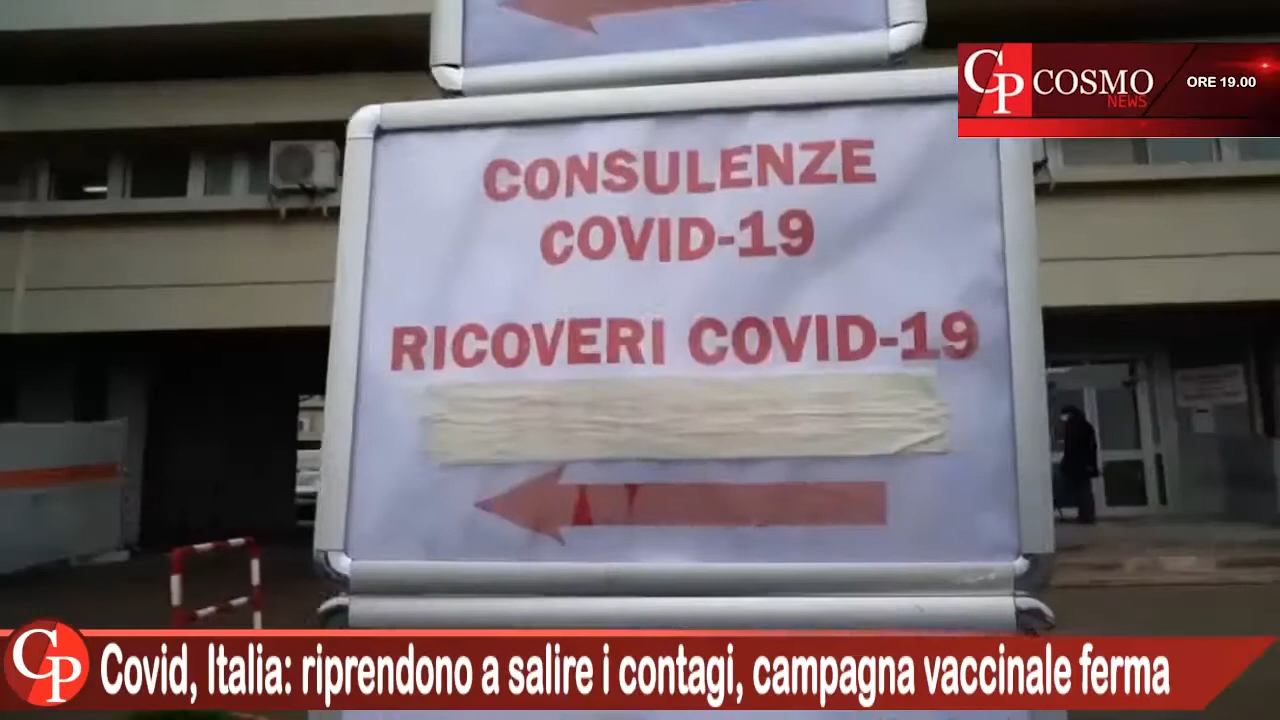 CP COSMO
NEWS
ORE 19.00
CONSULENZE
COVID-19
RICOVERI COVID-19
CP Covid, Italia: riprendono a salire i contagi, campagna vaccinale ferma